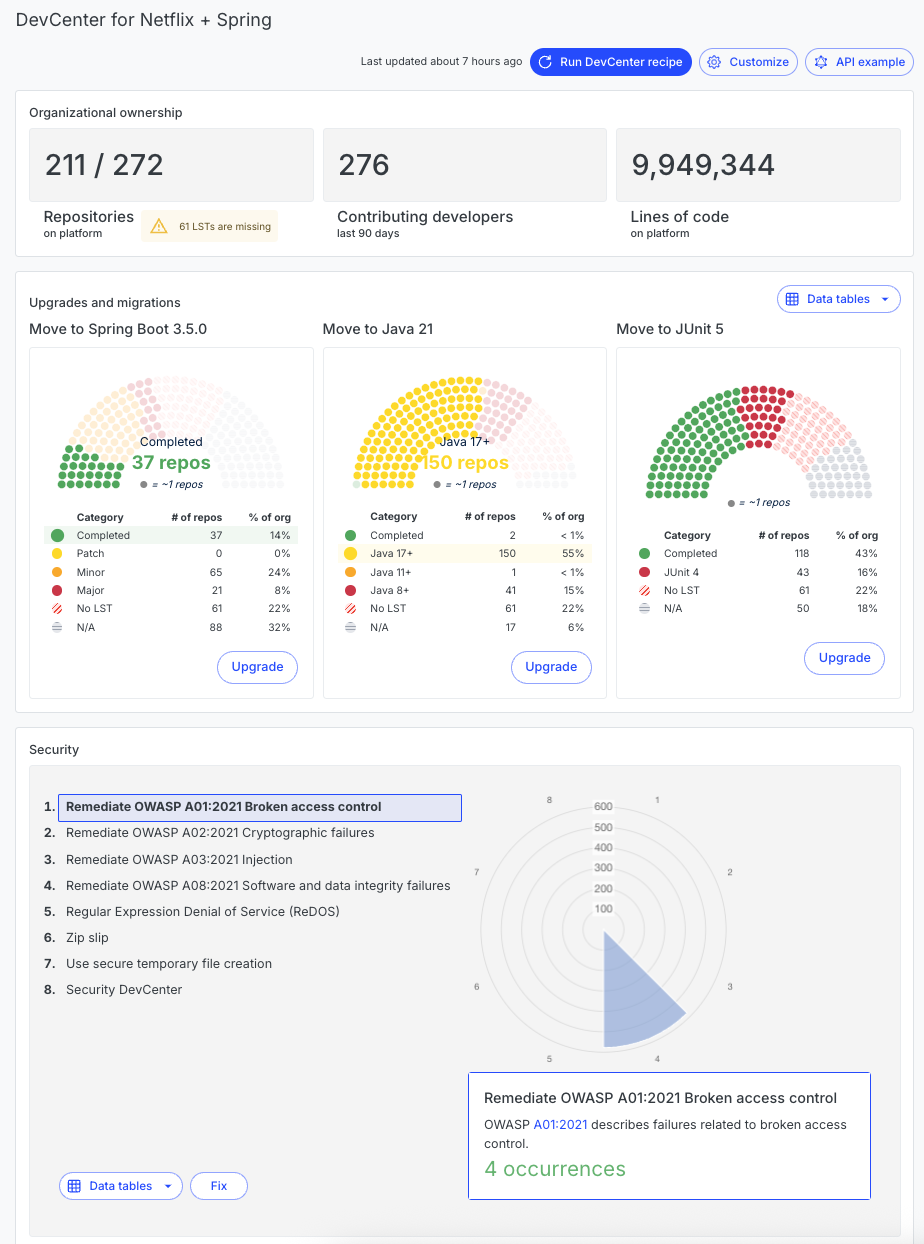 DevCenter for Netflix + Spring
Last updated about 7 hours ago
Run DevCenter recipe
Customize
API example
Organizational ownership
211 / 272
276
9,949,344
Repositories
on platform
61 LSTs are missing
Contributing developers
last 90 days
Lines of code
on platform
Upgrades and migrations
Data tables
Move to Spring Boot 3.5.0
Move to Java 21
Move to JUnit 5
Completed
37 repos
= ~1 repos
Category # of repos % of org
Completed 37 14%
Patch 0 0%
Minor 65 24%
Major 21 8%
No LST 61 22%
N/A 88 32%
Upgrade
Java 17+
150 repos
= ~1 repos
Category # of repos % of org
Completed 2 < 1%
Java 17+ 150 55%
Java 11+ 1 < 1%
Java 8+ 41 15%
No LST 61 22%
N/A 17 6%
Upgrade
= ~1 repos
Category # of repos % of org
Completed 118 43%
JUnit 4 43 16%
No LST 61 22%
N/A 50 18%
Upgrade
Security
1. Remediate OWASP A01:2021 Broken access control
2. Remediate OWASP A02:2021 Cryptographic failures
3. Remediate OWASP A03:2021 Injection
4. Remediate OWASP A08:2021 Software and data integrity failures
5. Regular Expression Denial of Service (ReDOS)
6. Zip slip
7. Use secure temporary file creation
8. Security DevCenter
8
1
600
500
400
7
2
300
200
100
6
3
5
4
Remediate OWASP A01:2021 Broken access control
OWASP A01:2021 describes failures related to broken access
control.
4 occurrences
Data tables
Fix